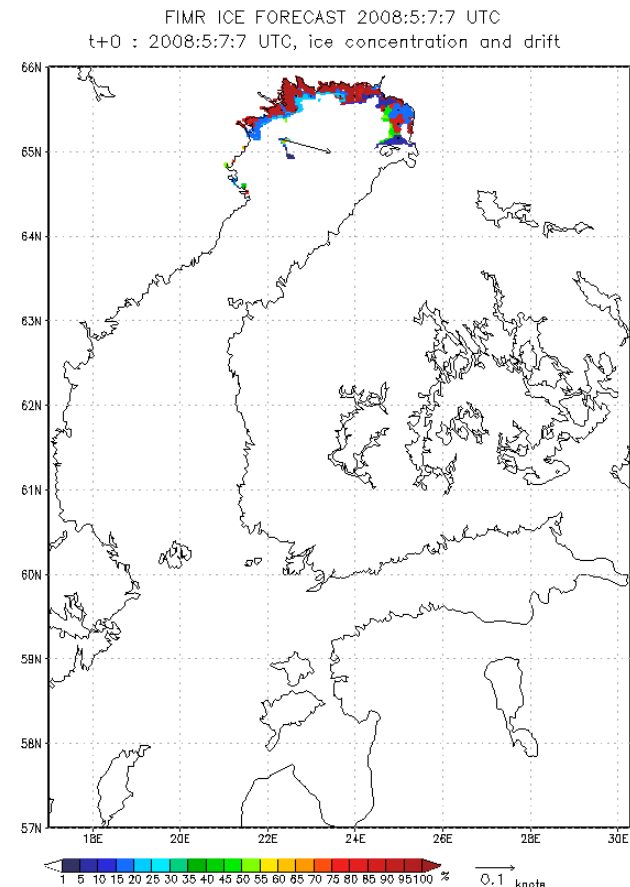 FIMR ICE FORECAST 2008:5:7:7 UTC
t+0 : 2008:5:7:7 UTC, ice concentration and drift
66N
65N
64N
63N
62N
61N
60N
59N
58N
57N
18E 20E 22E 24E 26E 28E 30E
1 5 10 15 20 25 30 35 40 45 50 55 60 65 70 75 80 85 90 95 100 %
0.1 knots